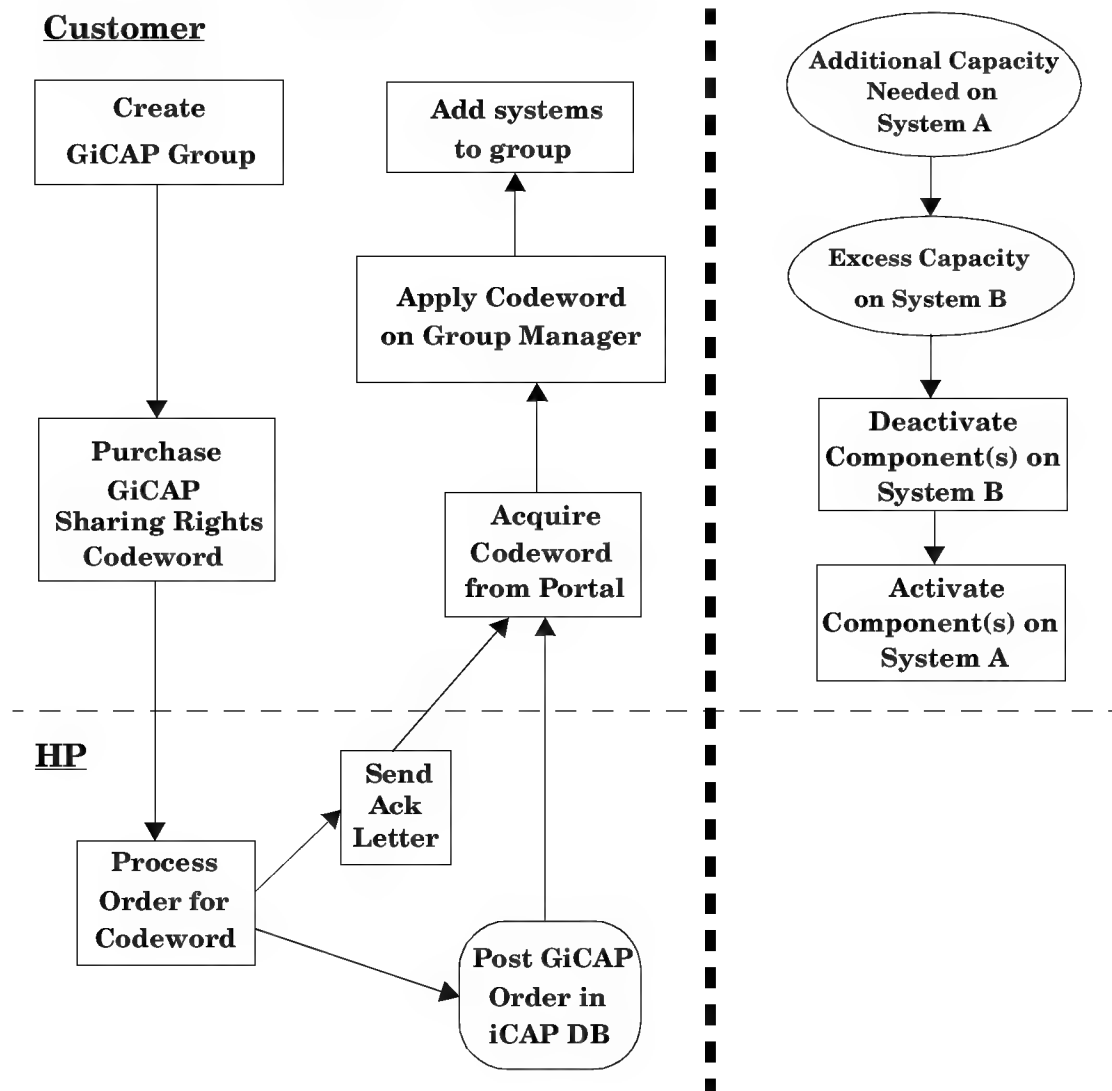 Customer
Create
GiCAP Group
Purchase
GiCAP
Sharing Rights
Codeword
Add systems
to group
Apply Codeword
on Group Manager
Acquire
Codeword
from Portal
HP
Process
Order for
Codeword
Send
Ack
Letter
Post GiCAP
Order in
iCAP DB
Additional Capacity
Needed on
System A
Excess Capacity
on System B
Deactivate
Component(s) on
System B
Activate
Component(s) on
System A